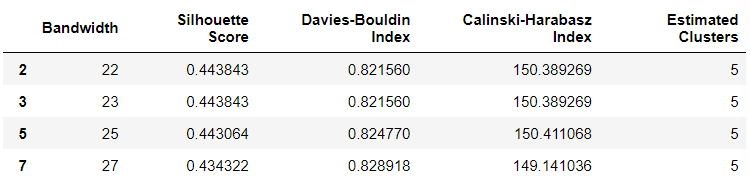 Bandwidth Silhouette Score Davies-Bouldin Index Calinski-Harabasz Index Estimated Clusters
2 22 0.443843 0.821560 150.389269 5
3 23 0.443843 0.821560 150.389269 5
5 25 0.443064 0.824770 150.411068 5
7 27 0.434322 0.828918 149.141036 5